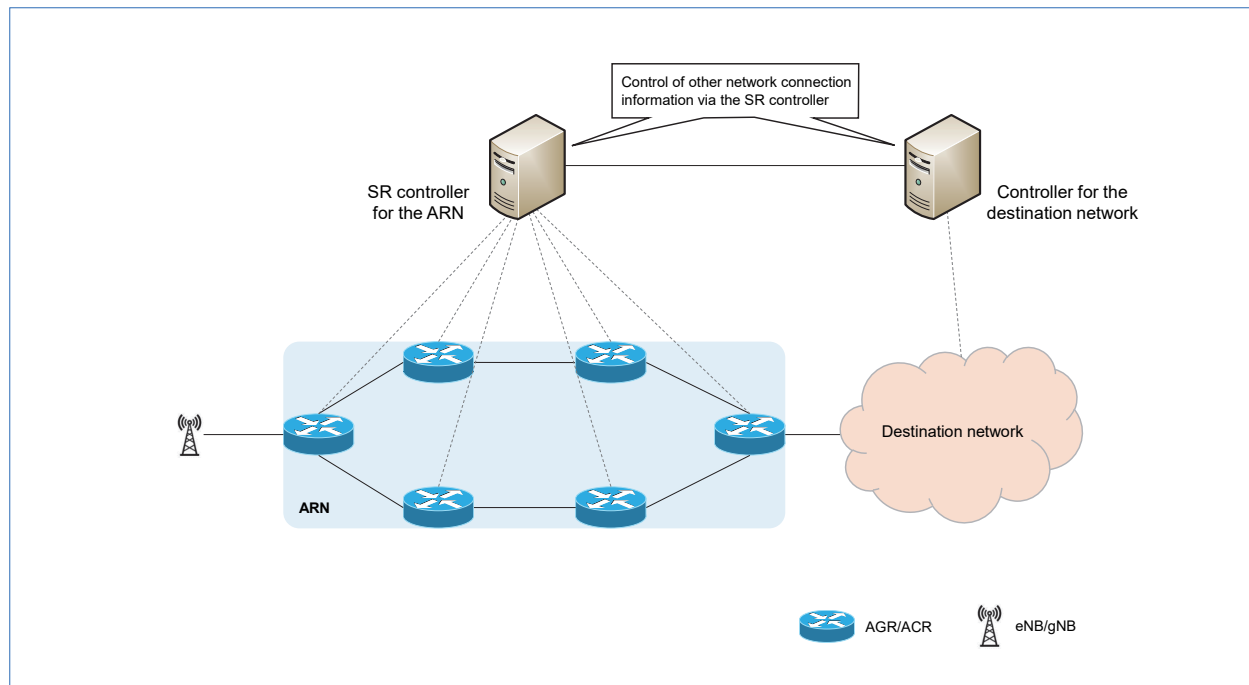 Control of other network connection
information via the SR controller
SR controller
for the ARN
Controller for the
destination network
Destination network
ARN
AGR/ACR
eNB/gNB